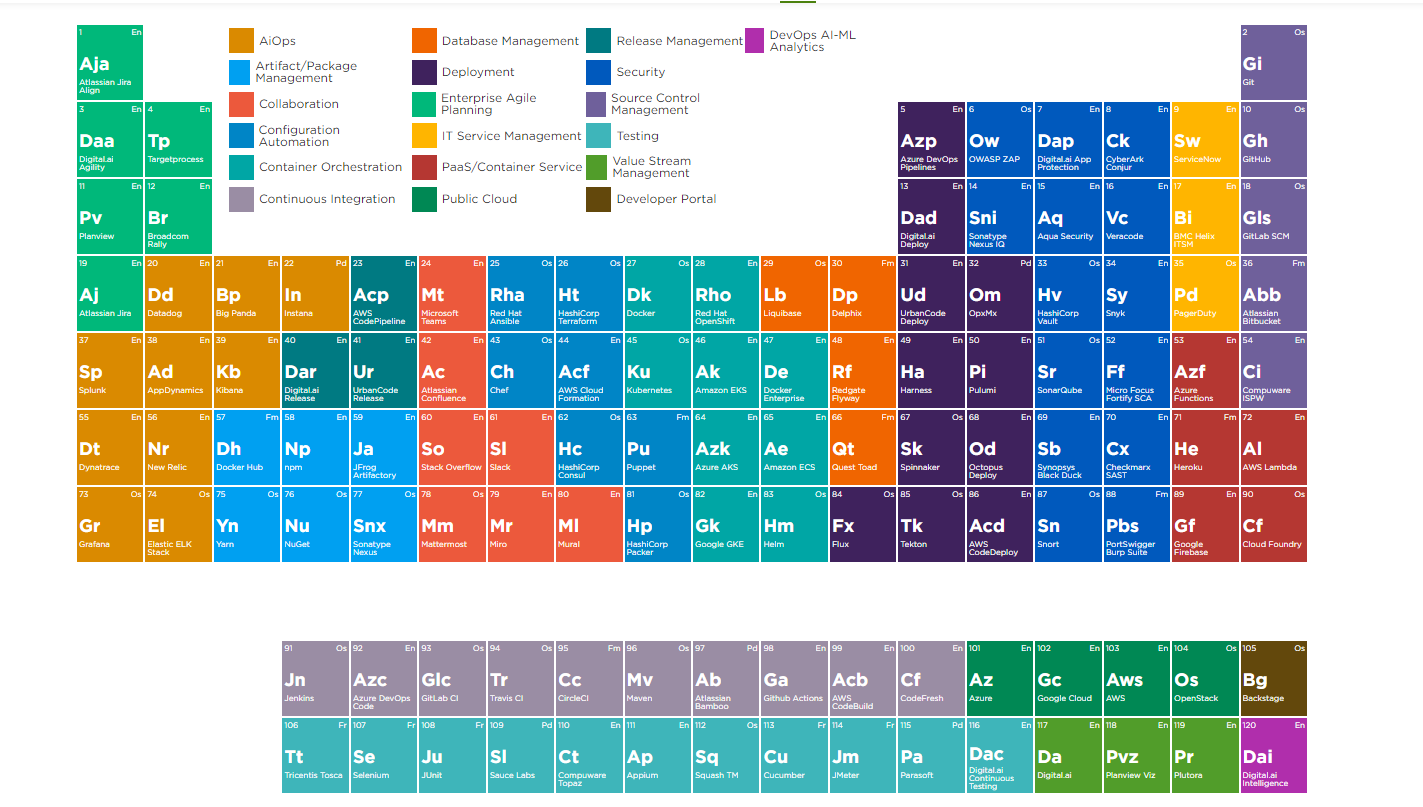 1 En
Aja
Atlassian Jira
Align
AiOps
Artifact/Package
Management
Collaboration
Configuration
Automation
Container Orchestration
Continuous Integration
Database Management
Deployment
Enterprise Agile
Planning
IT Service Management
PaaS/Container Service
Public Cloud
Release Management
Security
Source Control
Management
Testing
Value Stream
Management
Developer Portal
DevOps AI-ML
Analytics
2 Os
Gi
Git
3 En
Daa
Digital.ai
Agility
4 En
Tp
Targetprocess
5 En
Azp
Azure DevOps
Pipelines
6 Os
Ow
OWASP ZAP
7 En
Dap
Digital.ai App
Protection
8 En
Ck
CyberArk
Conjur
9 En
Sw
ServiceNow
10 Os
Gh
GitHub
11 En
Pv
Planview
12 En
Br
Broadcom
Rally
13 En
Dad
Digital.ai
Deploy
14 En
Sni
Sonatype
Nexus IQ
15 En
Aq
Aqua Security
16 En
Vc
Veracode
17 En
Bi
BMC Helix
ITSM
18 Os
Gls
GitLab SCM
19 En
Aj
Atlassian Jira
20 En
Dd
Datadog
21 En
Bp
Big Panda
22 Pd
In
Instana
23 En
Acp
AWS
CodePipeline
24 En
Mt
Microsoft
Teams
25 Os
Rha
Red Hat
Ansible
26 Os
Ht
HashiCorp
Terraform
27 Os
Dk
Docker
28 En
Rho
Red Hat
OpenShift
29 Os
Lb
Liquibase
30 Fm
Dp
Delphix
31 En
Ud
UrbanCode
Deploy
32 Pd
Om
OpxMx
33 Os
Hv
HashiCorp
Vault
34 En
Sy
Snyk
35 Os
Pd
PagerDuty
36 Fm
Abb
Atlassian
Bitbucket
37 En
Sp
Splunk
38 En
Ad
AppDynamics
39 En
Kb
Kibana
40 En
Dar
Digital.ai
Release
41 En
Ur
UrbanCode
Release
42 En
Ac
Atlassian
Confluence
43 Os
Ch
Chef
44 En
Acf
AWS Cloud
Formation
45 Os
Ku
Kubernetes
46 En
Ak
Amazon EKS
47 En
De
Docker
Enterprise
48 En
Rf
Redgate
Flyway
49 En
Ha
Harness
50 En
Pi
Pulumi
51 Os
Sr
SonarQube
52 En
Ff
Micro Focus
Fortify SCA
53 En
Azf
Azure
Functions
54 En
Ci
Compuware
ISPW
55 En
Dt
Dynatrace
56 En
Nr
New Relic
57 Fm
Dh
Docker Hub
58 En
Np
npm
59 En
Ja
JFrog
Artifactory
60 En
So
Stack Overflow
61 En
Sl
Slack
62 Os
Hc
HashiCorp
Consul
63 Fm
Pu
Puppet
64 En
Azk
Azure AKS
65 En
Ae
Amazon ECS
66 Fm
Qt
Quest Toad
67 Os
Sk
Spinnaker
68 En
Od
Octopus
Deploy
69 En
Sb
Synopsys
Black Duck
70 En
Cx
Checkmarx
SAST
71 Fm
He
Heroku
72 En
Al
AWS Lambda
73 Os
Gr
Grafana
74 Os
El
Elastic ELK
Stack
75 Os
Yn
Yarn
76 Os
Nu
NuGet
77 Os
Snx
Sonatype
Nexus
78 Os
Mm
Mattermost
79 En
Mr
Miro
80 En
Ml
Mural
81 Os
Hp
HashiCorp
Packer
82 En
Gk
Google GKE
83 Os
Hm
Helm
84 Os
Fx
Flux
85 Os
Tk
Tekton
86 En
Acd
AWS
CodeDeploy
87 Os
Sn
Snort
88 Fm
Pbs
PortSwigger
Burp Suite
89 En
Gf
Google
Firebase
90 Os
Cf
Cloud Foundry
91 Os
Jn
Jenkins
92 En
Azc
Azure DevOps
Code
93 Os
Glc
GitLab CI
94 Os
Tr
Travis CI
95 Fm
Cc
CircleCI
96 Os
Mv
Maven
97 Pd
Ab
Atlassian
Bamboo
98 En
Ga
Github Actions
99 En
Acb
AWS
CodeBuild
100 En
Cf
CodeFresh
101 En
Az
Azure
102 En
Gc
Google Cloud
103 En
Aws
AWS
104 Os
Os
OpenStack
105 Os
Bg
Backstage
106 Fr
Tt
Tricentis Tosca
107 Fr
Se
Selenium
108 Fr
Ju
JUnit
109 Pd
Sl
Sauce Labs
110 En
Ct
Compuware
Topaz
111 En
Ap
Appium
112 Os
Sq
Squash TM
113 Fr
Cu
Cucumber
114 Fr
Jm
JMeter
115 Pd
Pa
Parasoft
116 En
Dac
Digital.ai
Continuous
Testing
117 En
Da
Digital.ai
118 En
Pvz
Planview Viz
119 En
Pr
Plutora
120 En
Dai
Digital.ai
Intelligence